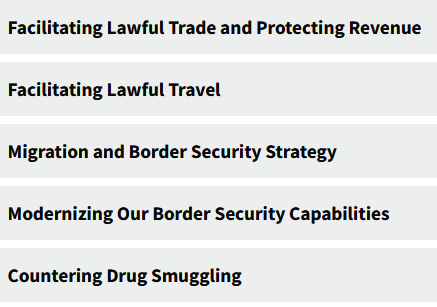 Facilitating Lawful Trade and Protecting Revenue
Facilitating Lawful Travel
Migration and Border Security Strategy
Modernizing Our Border Security Capabilities
Countering Drug Smuggling